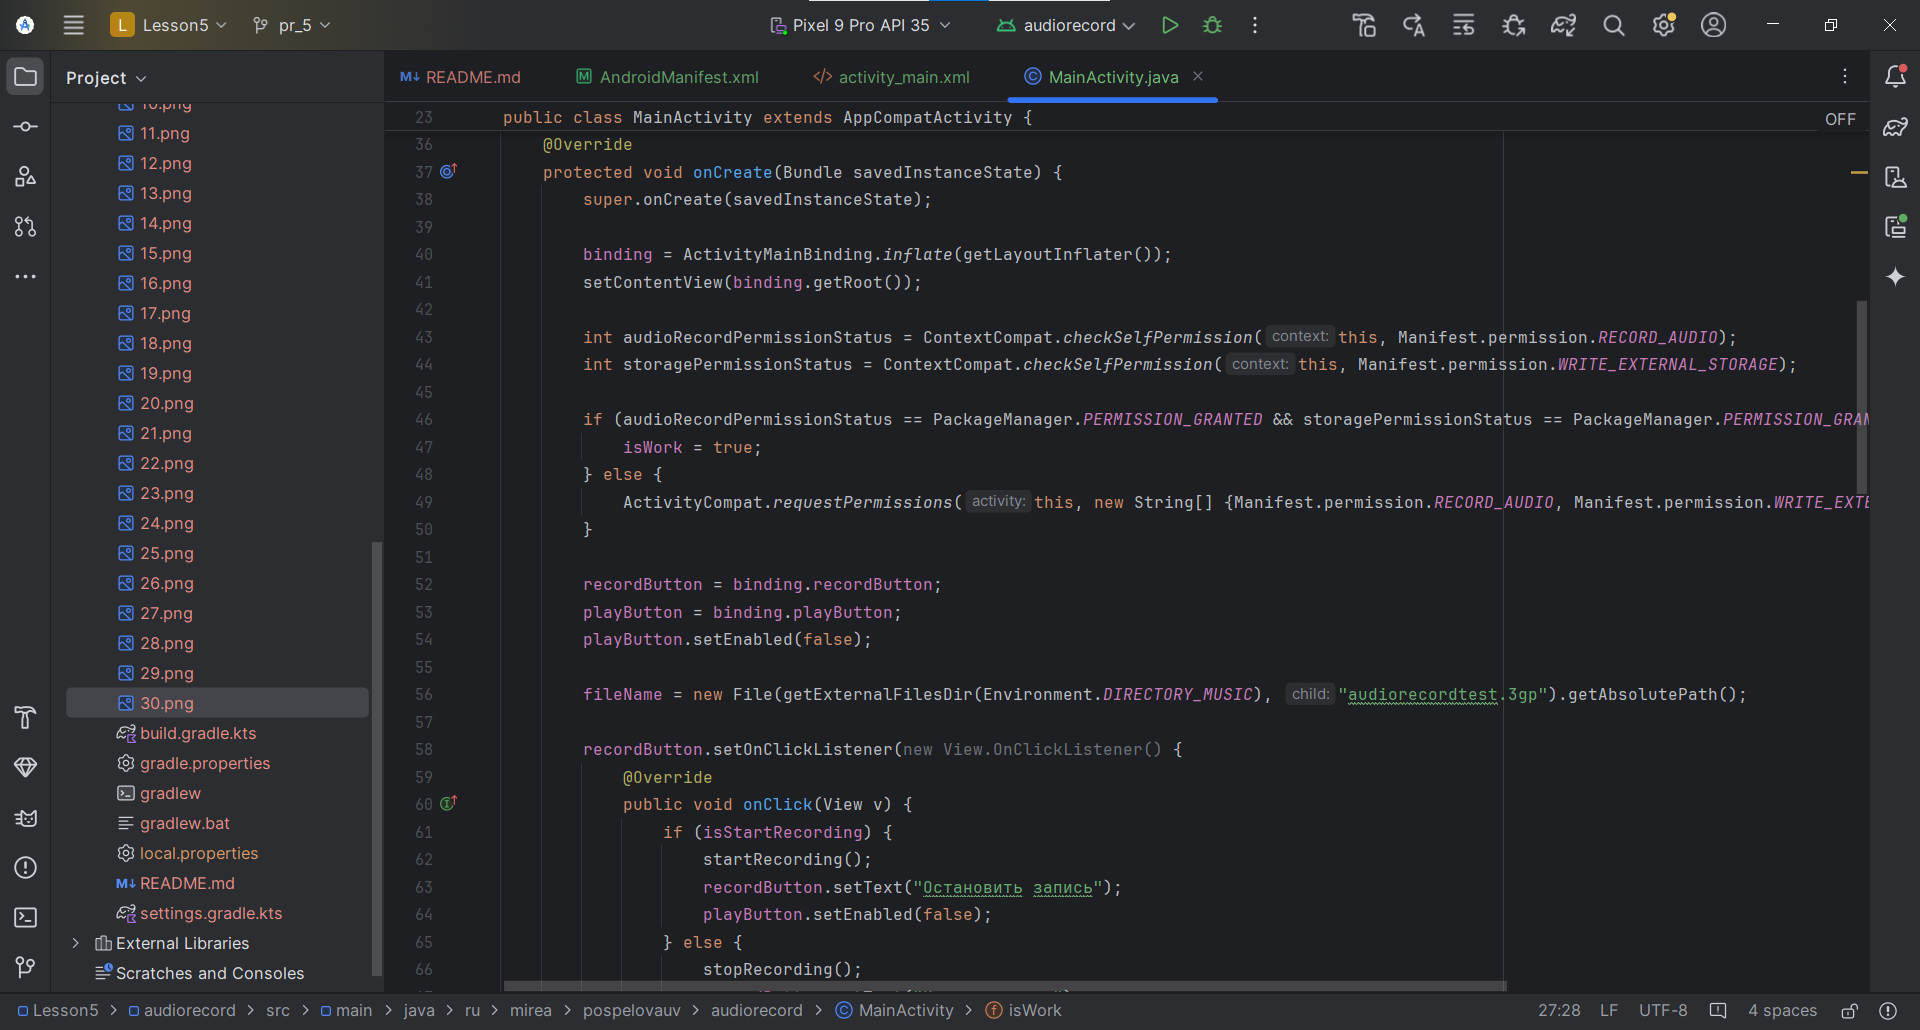 L Lesson5 pr_5 Pixel 9 Pro API 35 audiorecord
Project
10.png
11.png
12.png
13.png
14.png
15.png
16.png
17.png
18.png
19.png
20.png
21.png
22.png
23.png
24.png
25.png
26.png
27.png
28.png
29.png
30.png
build.gradle.kts
gradle.properties
gradlew
gradlew.bat
local.properties
README.md
settings.gradle.kts
External Libraries
Scratches and Consoles
README.md AndroidManifest.xml activity_main.xml MainActivity.java
OFF
23 public class MainActivity extends AppCompatActivity {
36 @Override
37 protected void onCreate(Bundle savedInstanceState) {
38 super.onCreate(savedInstanceState);
39
40 binding = ActivityMainBinding.inflate(getLayoutInflater());
41 setContentView(binding.getRoot());
42
43 int audioRecordPermissionStatus = ContextCompat.checkSelfPermission( context: this, Manifest.permission.RECORD_AUDIO);
44 int storagePermissionStatus = ContextCompat.checkSelfPermission( context: this, Manifest.permission.WRITE_EXTERNAL_STORAGE);
45
46 if (audioRecordPermissionStatus == PackageManager.PERMISSION_GRANTED && storagePermissionStatus == PackageManager.PERMISSION_GRAN
47 isWork = true;
48 } else {
49 ActivityCompat.requestPermissions( activity: this, new String[] {Manifest.permission.RECORD_AUDIO, Manifest.permission.WRITE_EXTE
50 }
51
52 recordButton = binding.recordButton;
53 playButton = binding.playButton;
54 playButton.setEnabled(false);
55
56 fileName = new File(getExternalFilesDir(Environment.DIRECTORY_MUSIC), child: "audiorecordtest.3gp").getAbsolutePath();
57
58 recordButton.setOnClickListener(new View.OnClickListener() {
59 @Override
60 public void onClick(View v) {
61 if (isStartRecording) {
62 startRecording();
63 recordButton.setText("Остановить запись");
64 playButton.setEnabled(false);
65 } else {
66 stopRecording();
Lesson5 > audiorecord > src > main > java > ru > mirea > pospelovauv > audiorecord > MainActivity > isWork
27:28 LF UTF-8 4 spaces